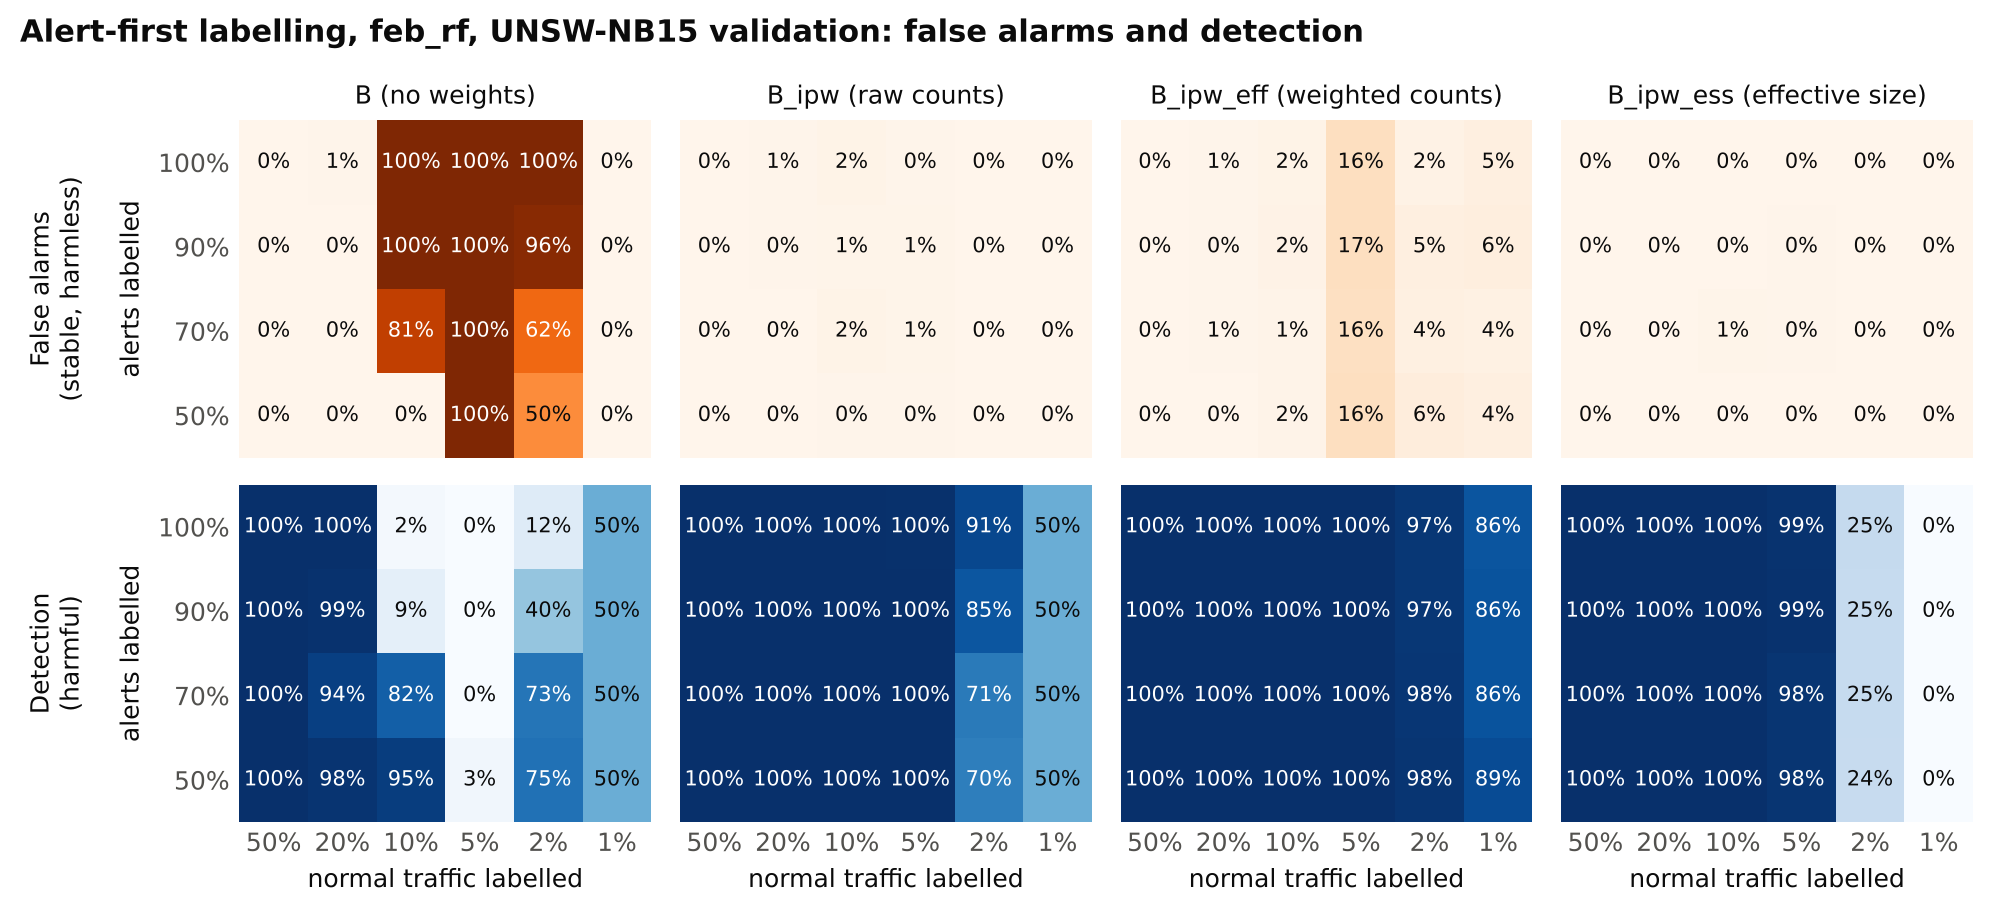 Alert-first labelling, feb_rf, UNSW-NB15 validation: false alarms and detection
B (no weights) B_ipw (raw counts) B_ipw_eff (weighted counts) B_ipw_ess (effective size)
False alarms
(stable, harmless)
alerts labelled
100% 0% 1% 100% 100% 100% 0% 0% 1% 2% 0% 0% 0% 0% 1% 2% 16% 2% 5% 0% 0% 0% 0% 0% 0%
90% 0% 0% 100% 100% 96% 0% 0% 0% 1% 1% 0% 0% 0% 0% 2% 17% 5% 6% 0% 0% 0% 0% 0% 0%
70% 0% 0% 81% 100% 62% 0% 0% 0% 2% 1% 0% 0% 0% 1% 1% 16% 4% 4% 0% 0% 1% 0% 0% 0%
50% 0% 0% 0% 100% 50% 0% 0% 0% 0% 0% 0% 0% 0% 0% 2% 16% 6% 4% 0% 0% 0% 0% 0% 0%
Detection
(harmful)
alerts labelled
100% 100% 100% 2% 0% 12% 50% 100% 100% 100% 100% 91% 50% 100% 100% 100% 100% 97% 86% 100% 100% 100% 99% 25% 0%
90% 100% 99% 9% 0% 40% 50% 100% 100% 100% 100% 85% 50% 100% 100% 100% 100% 97% 86% 100% 100% 100% 99% 25% 0%
70% 100% 94% 82% 0% 73% 50% 100% 100% 100% 100% 71% 50% 100% 100% 100% 100% 98% 86% 100% 100% 100% 98% 25% 0%
50% 100% 98% 95% 3% 75% 50% 100% 100% 100% 100% 70% 50% 100% 100% 100% 100% 98% 89% 100% 100% 100% 98% 24% 0%
50% 20% 10% 5% 2% 1% 50% 20% 10% 5% 2% 1% 50% 20% 10% 5% 2% 1% 50% 20% 10% 5% 2% 1%
normal traffic labelled normal traffic labelled normal traffic labelled normal traffic labelled